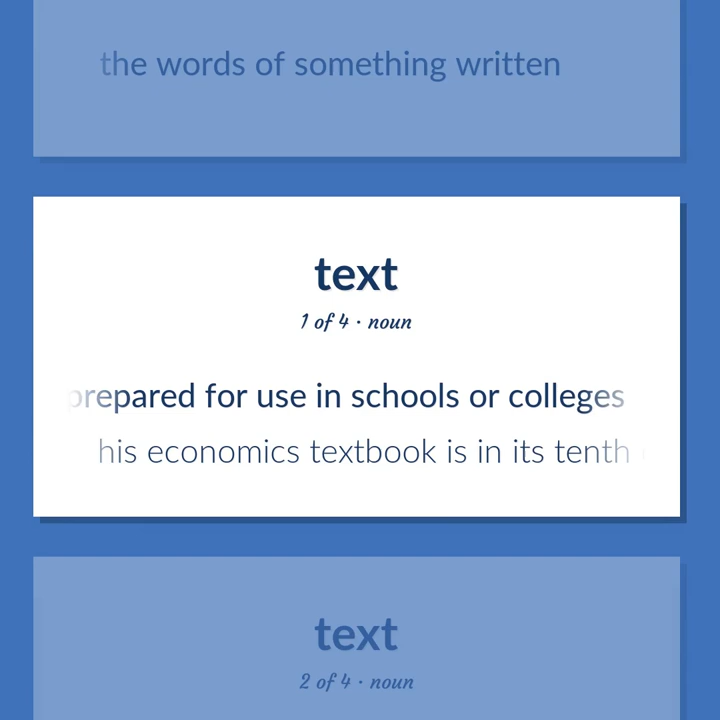 the words of something written
text
1 of 4 · noun
prepared for use in schools or colleges
his economics textbook is in its tenth
text
2 of 4 · noun